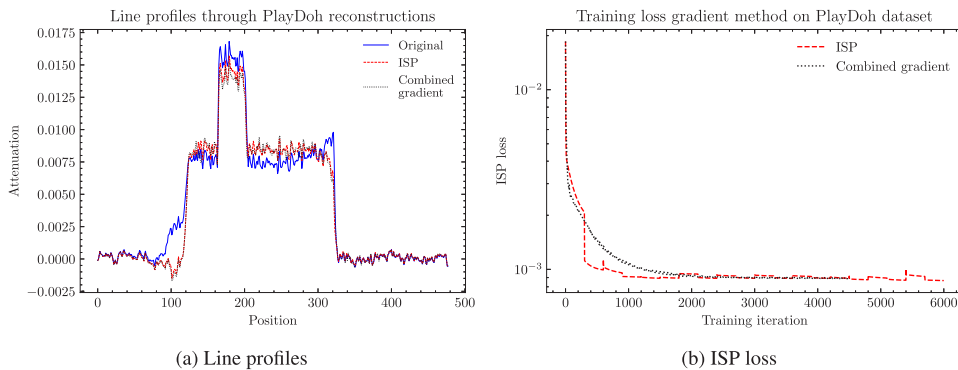 Line profiles through PlayDoh reconstructions
0.0175
0.0150
0.0125
0.0100
0.0075
0.0050
0.0025
0.0000
−0.0025
Attenuation
Original
ISP
Combined
gradient
0
100
200
300
400
500
Position
(a) Line profiles
Training loss gradient method on PlayDoh dataset
10⁻²
10⁻³
ISP loss
ISP
Combined gradient
0
1000
2000
3000
4000
5000
6000
Training iteration
(b) ISP loss